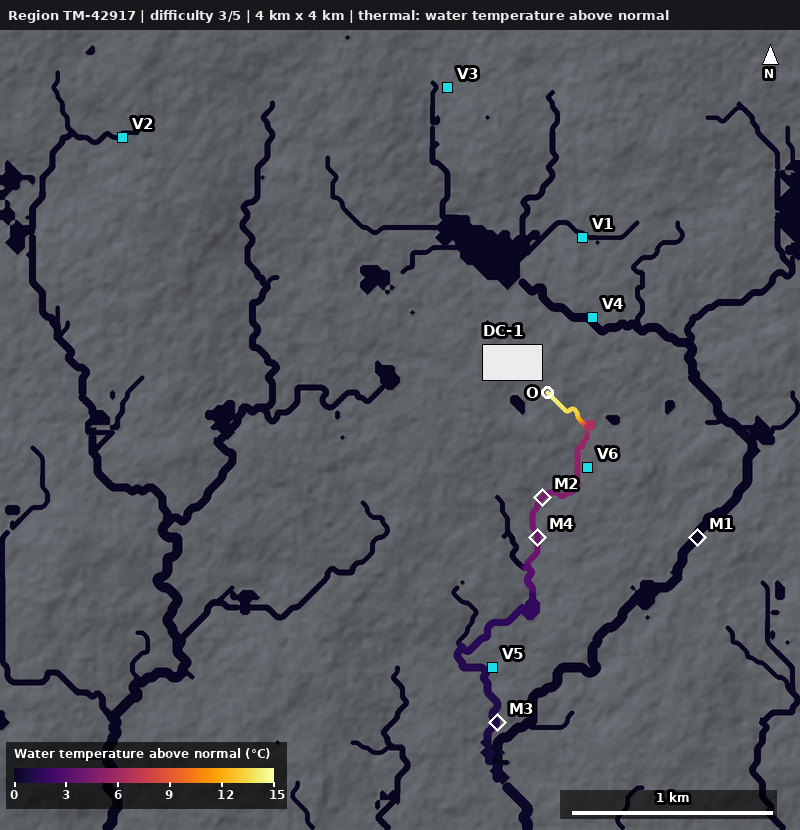 Region TM-42917 | difficulty 3/5 | 4 km x 4 km | thermal: water temperature above normal
N
V3
V2
V1
V4
DC-1
O
V6
M2
M4
M1
V5
M3
Water temperature above normal (°C)
0 3 6 9 12 15
1 km